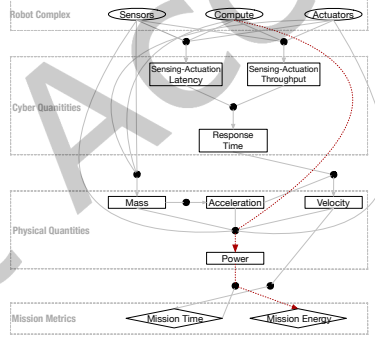 Robot Complex
Sensors
Compute
Actuators
Sensing-Actuation
Latency
Sensing-Actuation
Throughput
Cyber Quanitities
Response
Time
Mass
Acceleration
Velocity
Physical Quantities
Power
Mission Metrics
Mission Time
Mission Energy